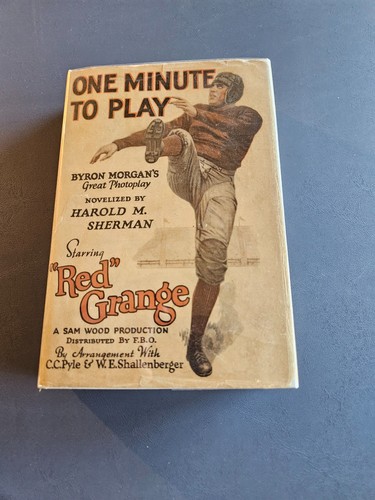 ONE MINUTE
TO PLAY
BYRON MORGAN'S
Great Photoplay
NOVELIZED BY
HAROLD M.
SHERMAN
Starring
"Red"
Grange
A SAM WOOD PRODUCTION
DISTRIBUTED BY F.B.O.
By Arrangement With
C.C.Pyle & W.E.Shallenberger